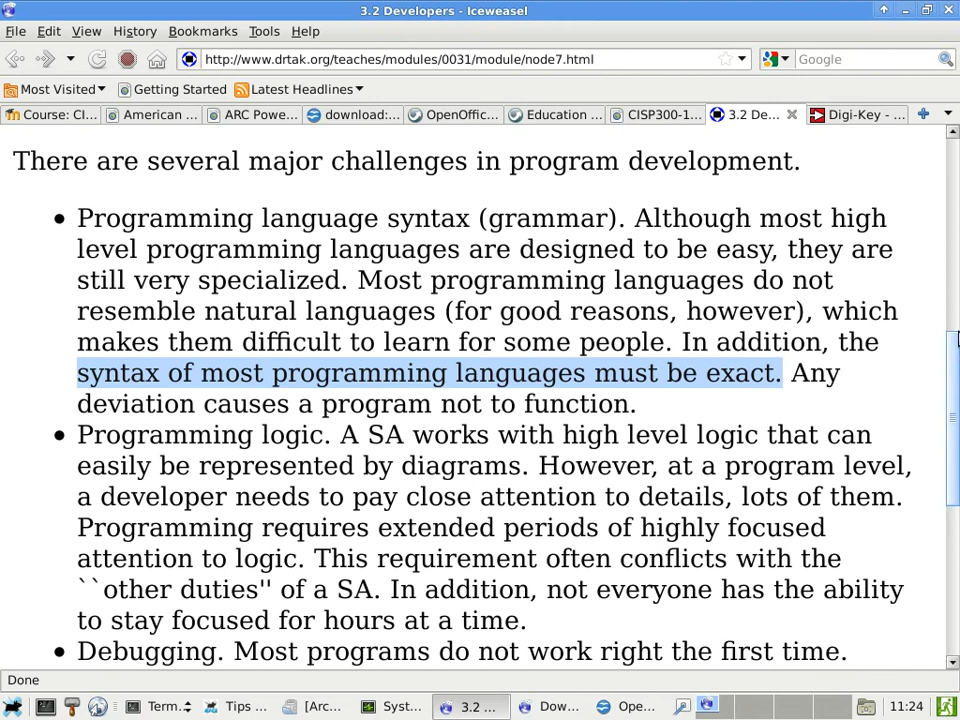 3.2 Developers - Iceweasel
File Edit View History Bookmarks Tools Help
http://www.drtak.org/teaches/modules/0031/module/node7.html Google
Most Visited Getting Started Latest Headlines
Course: CI... American ... ARC Powe... download:... OpenOffic... Education ... CISP300-1... 3.2 De... Digi-Key - ...
There are several major challenges in program development.
• Programming language syntax (grammar). Although most high
level programming languages are designed to be easy, they are
still very specialized. Most programming languages do not
resemble natural languages (for good reasons, however), which
makes them difficult to learn for some people. In addition, the
syntax of most programming languages must be exact. Any
deviation causes a program not to function.
• Programming logic. A SA works with high level logic that can
easily be represented by diagrams. However, at a program level,
a developer needs to pay close attention to details, lots of them.
Programming requires extended periods of highly focused
attention to logic. This requirement often conflicts with the
``other duties'' of a SA. In addition, not everyone has the ability
to stay focused for hours at a time.
• Debugging. Most programs do not work right the first time.
Done
Term... Tips ... [Arc... Syst... 3.2 ... Dow... Ope... 11:24